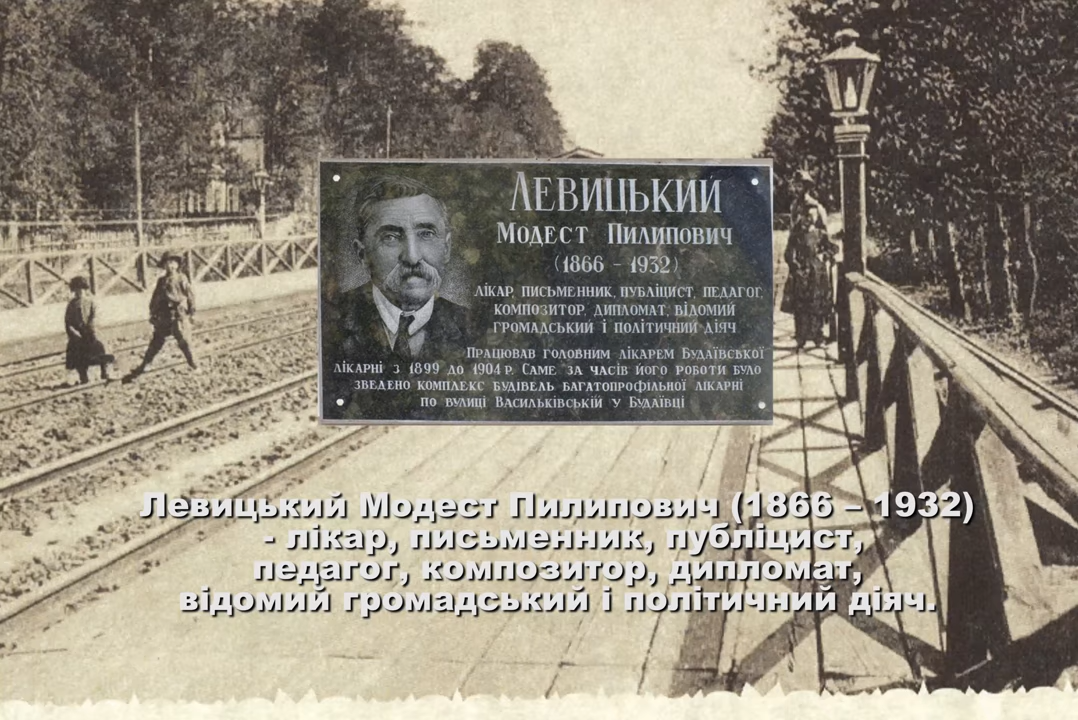 ЛЕВИЦЬКИЙ
МОДЕСТ ПИЛИПОВИЧ
(1866 – 1932)
ЛІКАР, ПИСЬМЕННИК, ПУБЛІЦИСТ, ПЕДАГОГ,
КОМПОЗИТОР, ДИПЛОМАТ, ВІДОМИЙ
ГРОМАДСЬКИЙ І ПОЛІТИЧНИЙ ДІЯЧ
ПРАЦЮВАВ ГОЛОВНИМ ЛІКАРЕМ БУДАЇВСЬКОЇ
ЛІКАРНІ З 1899 ДО 1904 Р. САМЕ ЗА ЧАСІВ ЙОГО РОБОТИ БУЛО
ЗВЕДЕНО КОМПЛЕКС БУДІВЕЛЬ БАГАТОПРОФІЛЬНОЇ ЛІКАРНІ
ПО ВУЛИЦІ ВАСИЛЬКІВСЬКІЙ У БУДАЇВЦІ
Левицький Модест Пилипович (1866 – 1932)
- лікар, письменник, публіцист,
педагог, композитор, дипломат,
відомий громадський і політичний діяч.